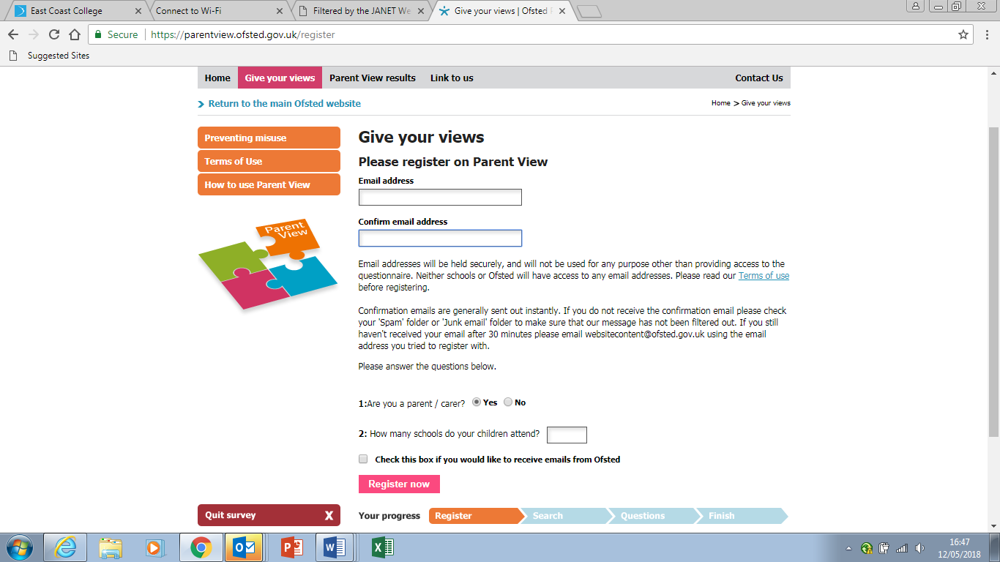 East Coast College
Connect to Wi-Fi
Filtered by the JANET We
Give your views | Ofsted P
Secure
https://parentview.ofsted.gov.uk/register
Suggested Sites
Home Give your views Parent View results Link to us Contact Us
Return to the main Ofsted website
Home > Give your views
Preventing misuse
Terms of Use
How to use Parent View
Parent
View
Give your views
Please register on Parent View
Email address
Confirm email address
Email addresses will be held securely, and will not be used for any purpose other than providing access to the
questionnaire. Neither schools or Ofsted will have access to any email addresses. Please read our Terms of use
before registering.
Confirmation emails are generally sent out instantly. If you do not receive the confirmation email please check
your 'Spam' folder or 'Junk email' folder to make sure that our message has not been filtered out. If you still
haven't received your email after 30 minutes please email websitecontent@ofsted.gov.uk using the email
address you tried to register with.
Please answer the questions below.
1:Are you a parent / carer? Yes No
2: How many schools do your children attend?
Check this box if you would like to receive emails from Ofsted
Register now
Quit survey X
Your progress Register Search Questions Finish
16:47
12/05/2018